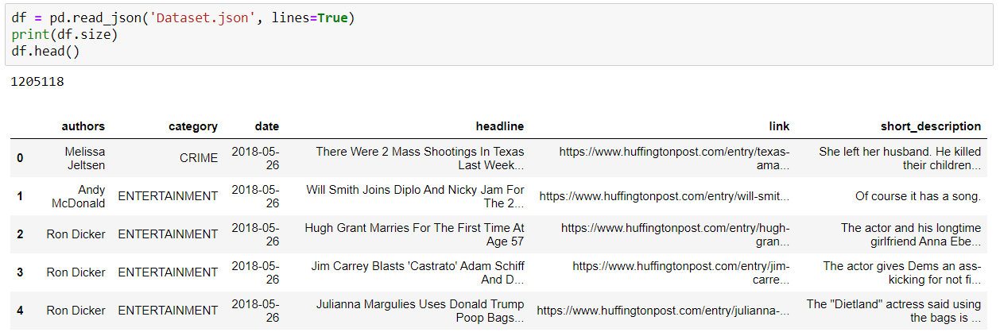 df = pd.read_json('Dataset.json', lines=True)
print(df.size)
df.head()
1205118
authors category date headline link short_description
0 Melissa Jeltsen CRIME 2018-05-26 There Were 2 Mass Shootings In Texas Last Week... https://www.huffingtonpost.com/entry/texas-ama... She left her husband. He killed their children...
1 Andy McDonald ENTERTAINMENT 2018-05-26 Will Smith Joins Diplo And Nicky Jam For The 2... https://www.huffingtonpost.com/entry/will-smit... Of course it has a song.
2 Ron Dicker ENTERTAINMENT 2018-05-26 Hugh Grant Marries For The First Time At Age 57 https://www.huffingtonpost.com/entry/hugh-gran... The actor and his longtime girlfriend Anna Ebe...
3 Ron Dicker ENTERTAINMENT 2018-05-26 Jim Carrey Blasts 'Castrato' Adam Schiff And D... https://www.huffingtonpost.com/entry/jim-carre... The actor gives Dems an ass-kicking for not fi...
4 Ron Dicker ENTERTAINMENT 2018-05-26 Julianna Margulies Uses Donald Trump Poop Bags... https://www.huffingtonpost.com/entry/julianna-... The "Dietland" actress said using the bags is ...